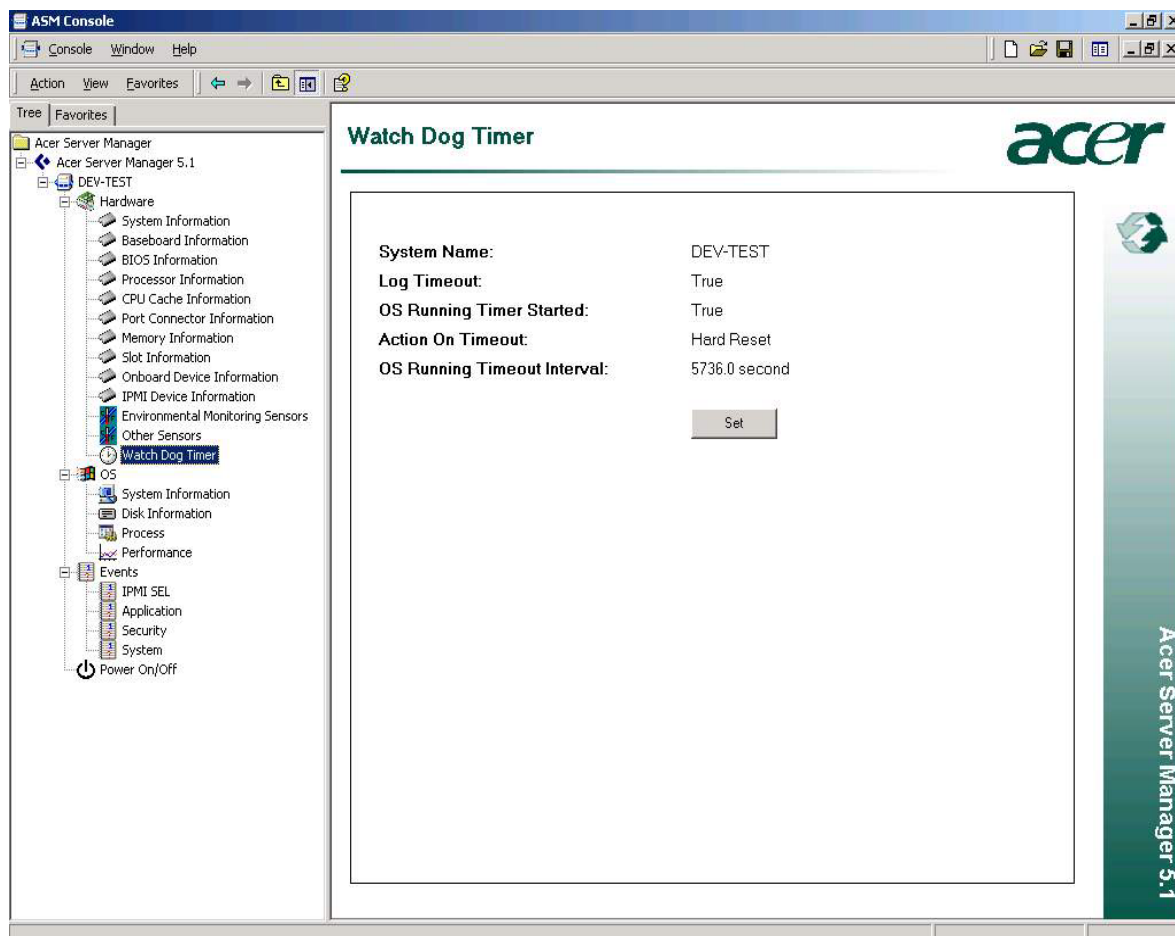 ASM Console
Console Window Help
Action View Favorites
Tree Favorites
Acer Server Manager
Acer Server Manager 5.1
DEV-TEST
Hardware
System Information
Baseboard Information
BIOS Information
Processor Information
CPU Cache Information
Port Connector Information
Memory Information
Slot Information
Onboard Device Information
IPMI Device Information
Environmental Monitoring Sensors
Other Sensors
Watch Dog Timer
OS
System Information
Disk Information
Process
Performance
Events
IPMI SEL
Application
Security
System
Power On/Off
Watch Dog Timer
acer
System Name: DEV-TEST
Log Timeout: True
OS Running Timer Started: True
Action On Timeout: Hard Reset
OS Running Timeout Interval: 5736.0 second
Set
Acer Server Manager 5.1